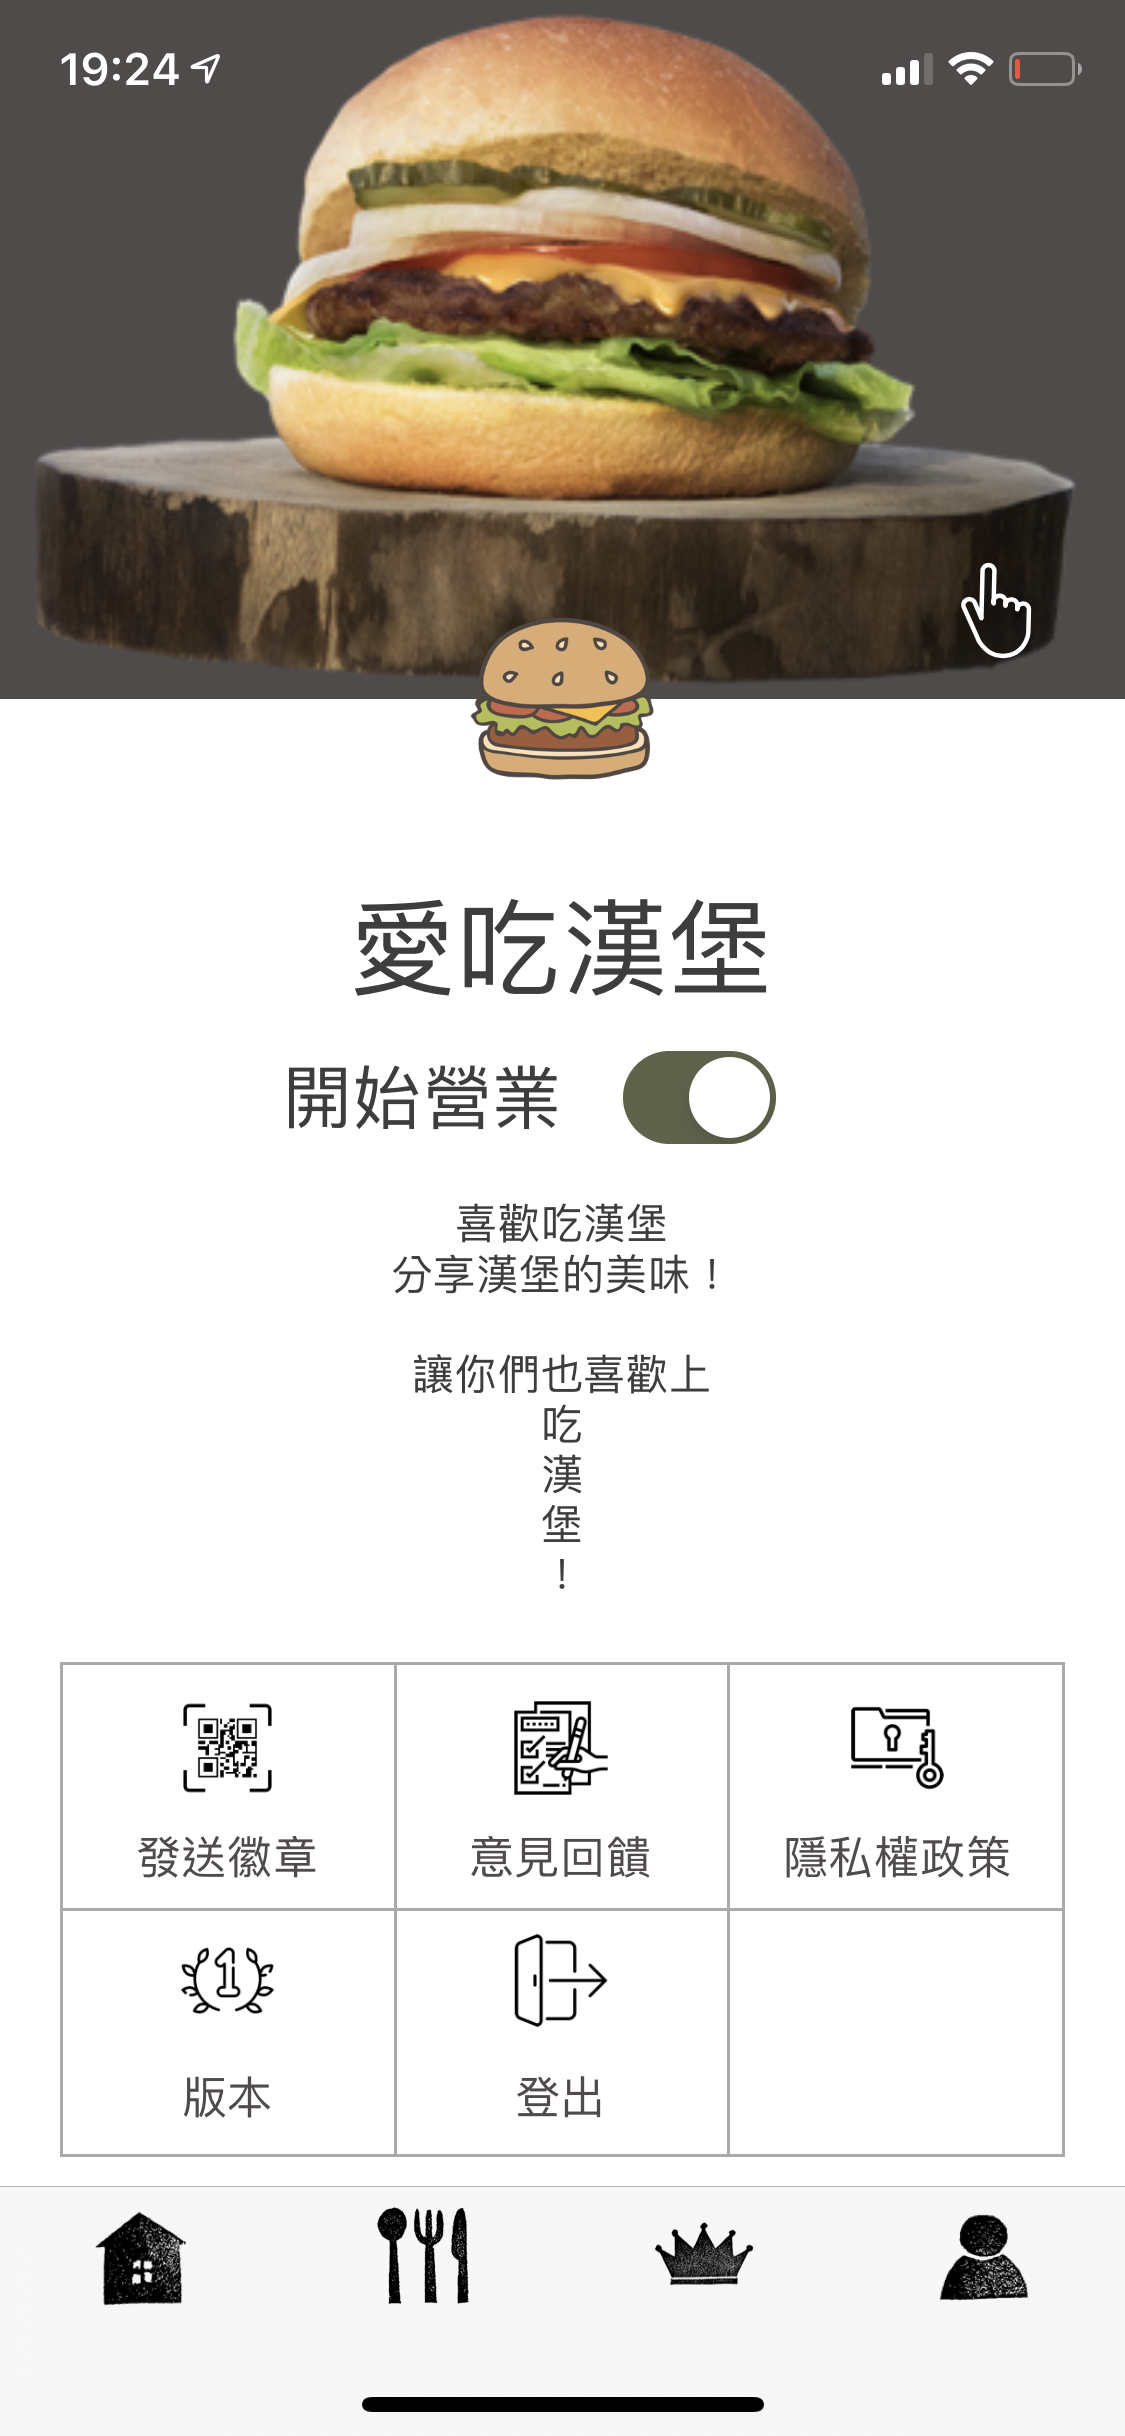 19:24
愛吃漢堡
開始營業
喜歡吃漢堡
分享漢堡的美味！
讓你們也喜歡上
吃
漢
堡
！
發送徽章
意見回饋
隱私權政策
1
版本
登出